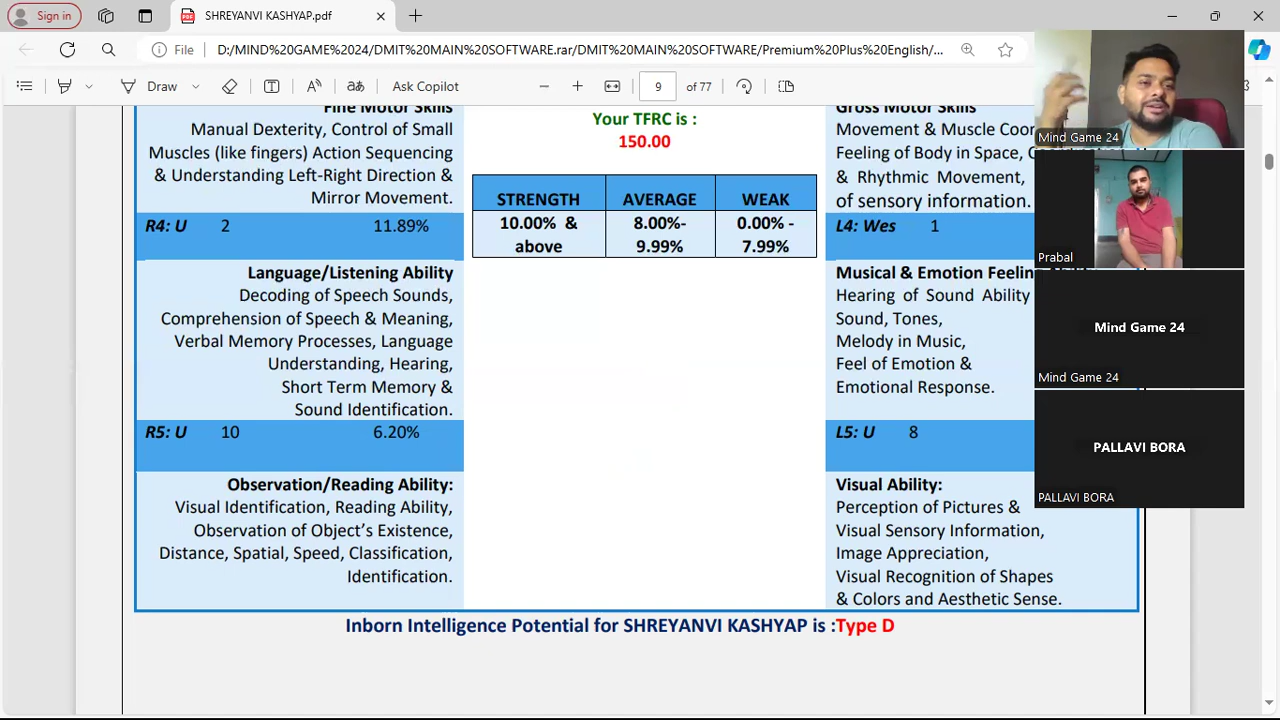 Sign in
SHREYANVI KASHYAP.pdf
File
D:/MIND%20GAME%202024/DMIT%20MAIN%20SOFTWARE.rar/DMIT%20MAIN%20SOFTWARE/Premium%20Plus%20English/...
Draw
Ask Copilot
9 of 77
Fine Motor Skills
Manual Dexterity, Control of Small
Muscles (like fingers) Action Sequencing
& Understanding Left-Right Direction &
Mirror Movement.
R4: U 2 11.89%
Language/Listening Ability
Decoding of Speech Sounds,
Comprehension of Speech & Meaning,
Verbal Memory Processes, Language
Understanding, Hearing,
Short Term Memory &
Sound Identification.
R5: U 10 6.20%
Observation/Reading Ability:
Visual Identification, Reading Ability,
Observation of Object's Existence,
Distance, Spatial, Speed, Classification,
Identification.
Your TFRC is :
150.00
STRENGTH AVERAGE WEAK
10.00% & 8.00%- 0.00% -
above 9.99% 7.99%
Gross Motor Skills
Movement & Muscle
Feeling of Body in Space,
& Rhythmic Movement,
of sensory information.
L4: Wes 1
Musical & Emotion
Hearing of Sound Ability
Sound, Tones,
Melody in Music,
Feel of Emotion &
Emotional Response.
L5: U 8
Visual Ability:
Perception of Pictures &
Visual Sensory Information,
Image Appreciation,
Visual Recognition of Shapes
& Colors and Aesthetic Sense.
Inborn Intelligence Potential for SHREYANVI KASHYAP is :Type D
Mind Game 24
Prabal
Mind Game 24
Mind Game 24
PALLAVI BORA
PALLAVI BORA